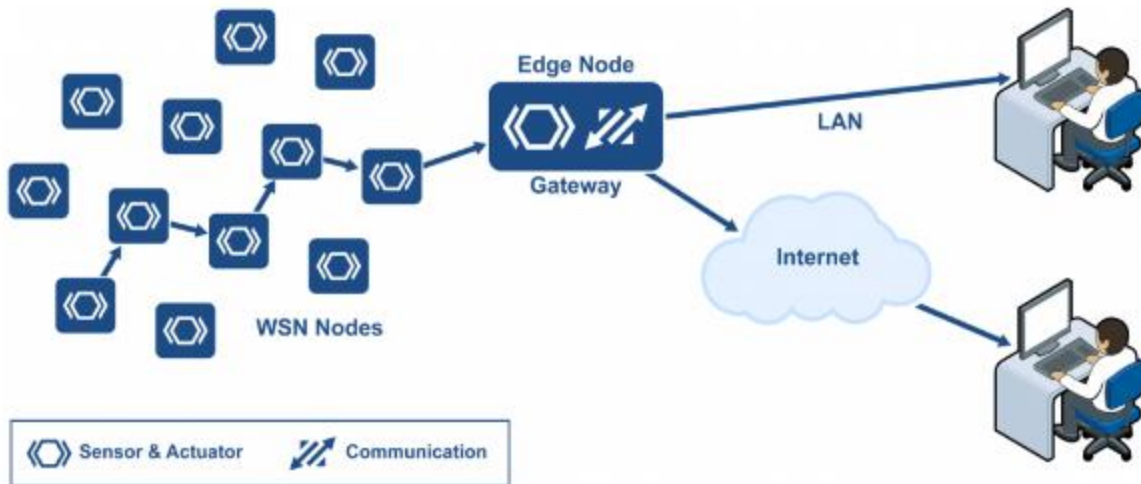 Edge Node
Gateway
LAN
Internet
WSN Nodes
Sensor & Actuator
Communication